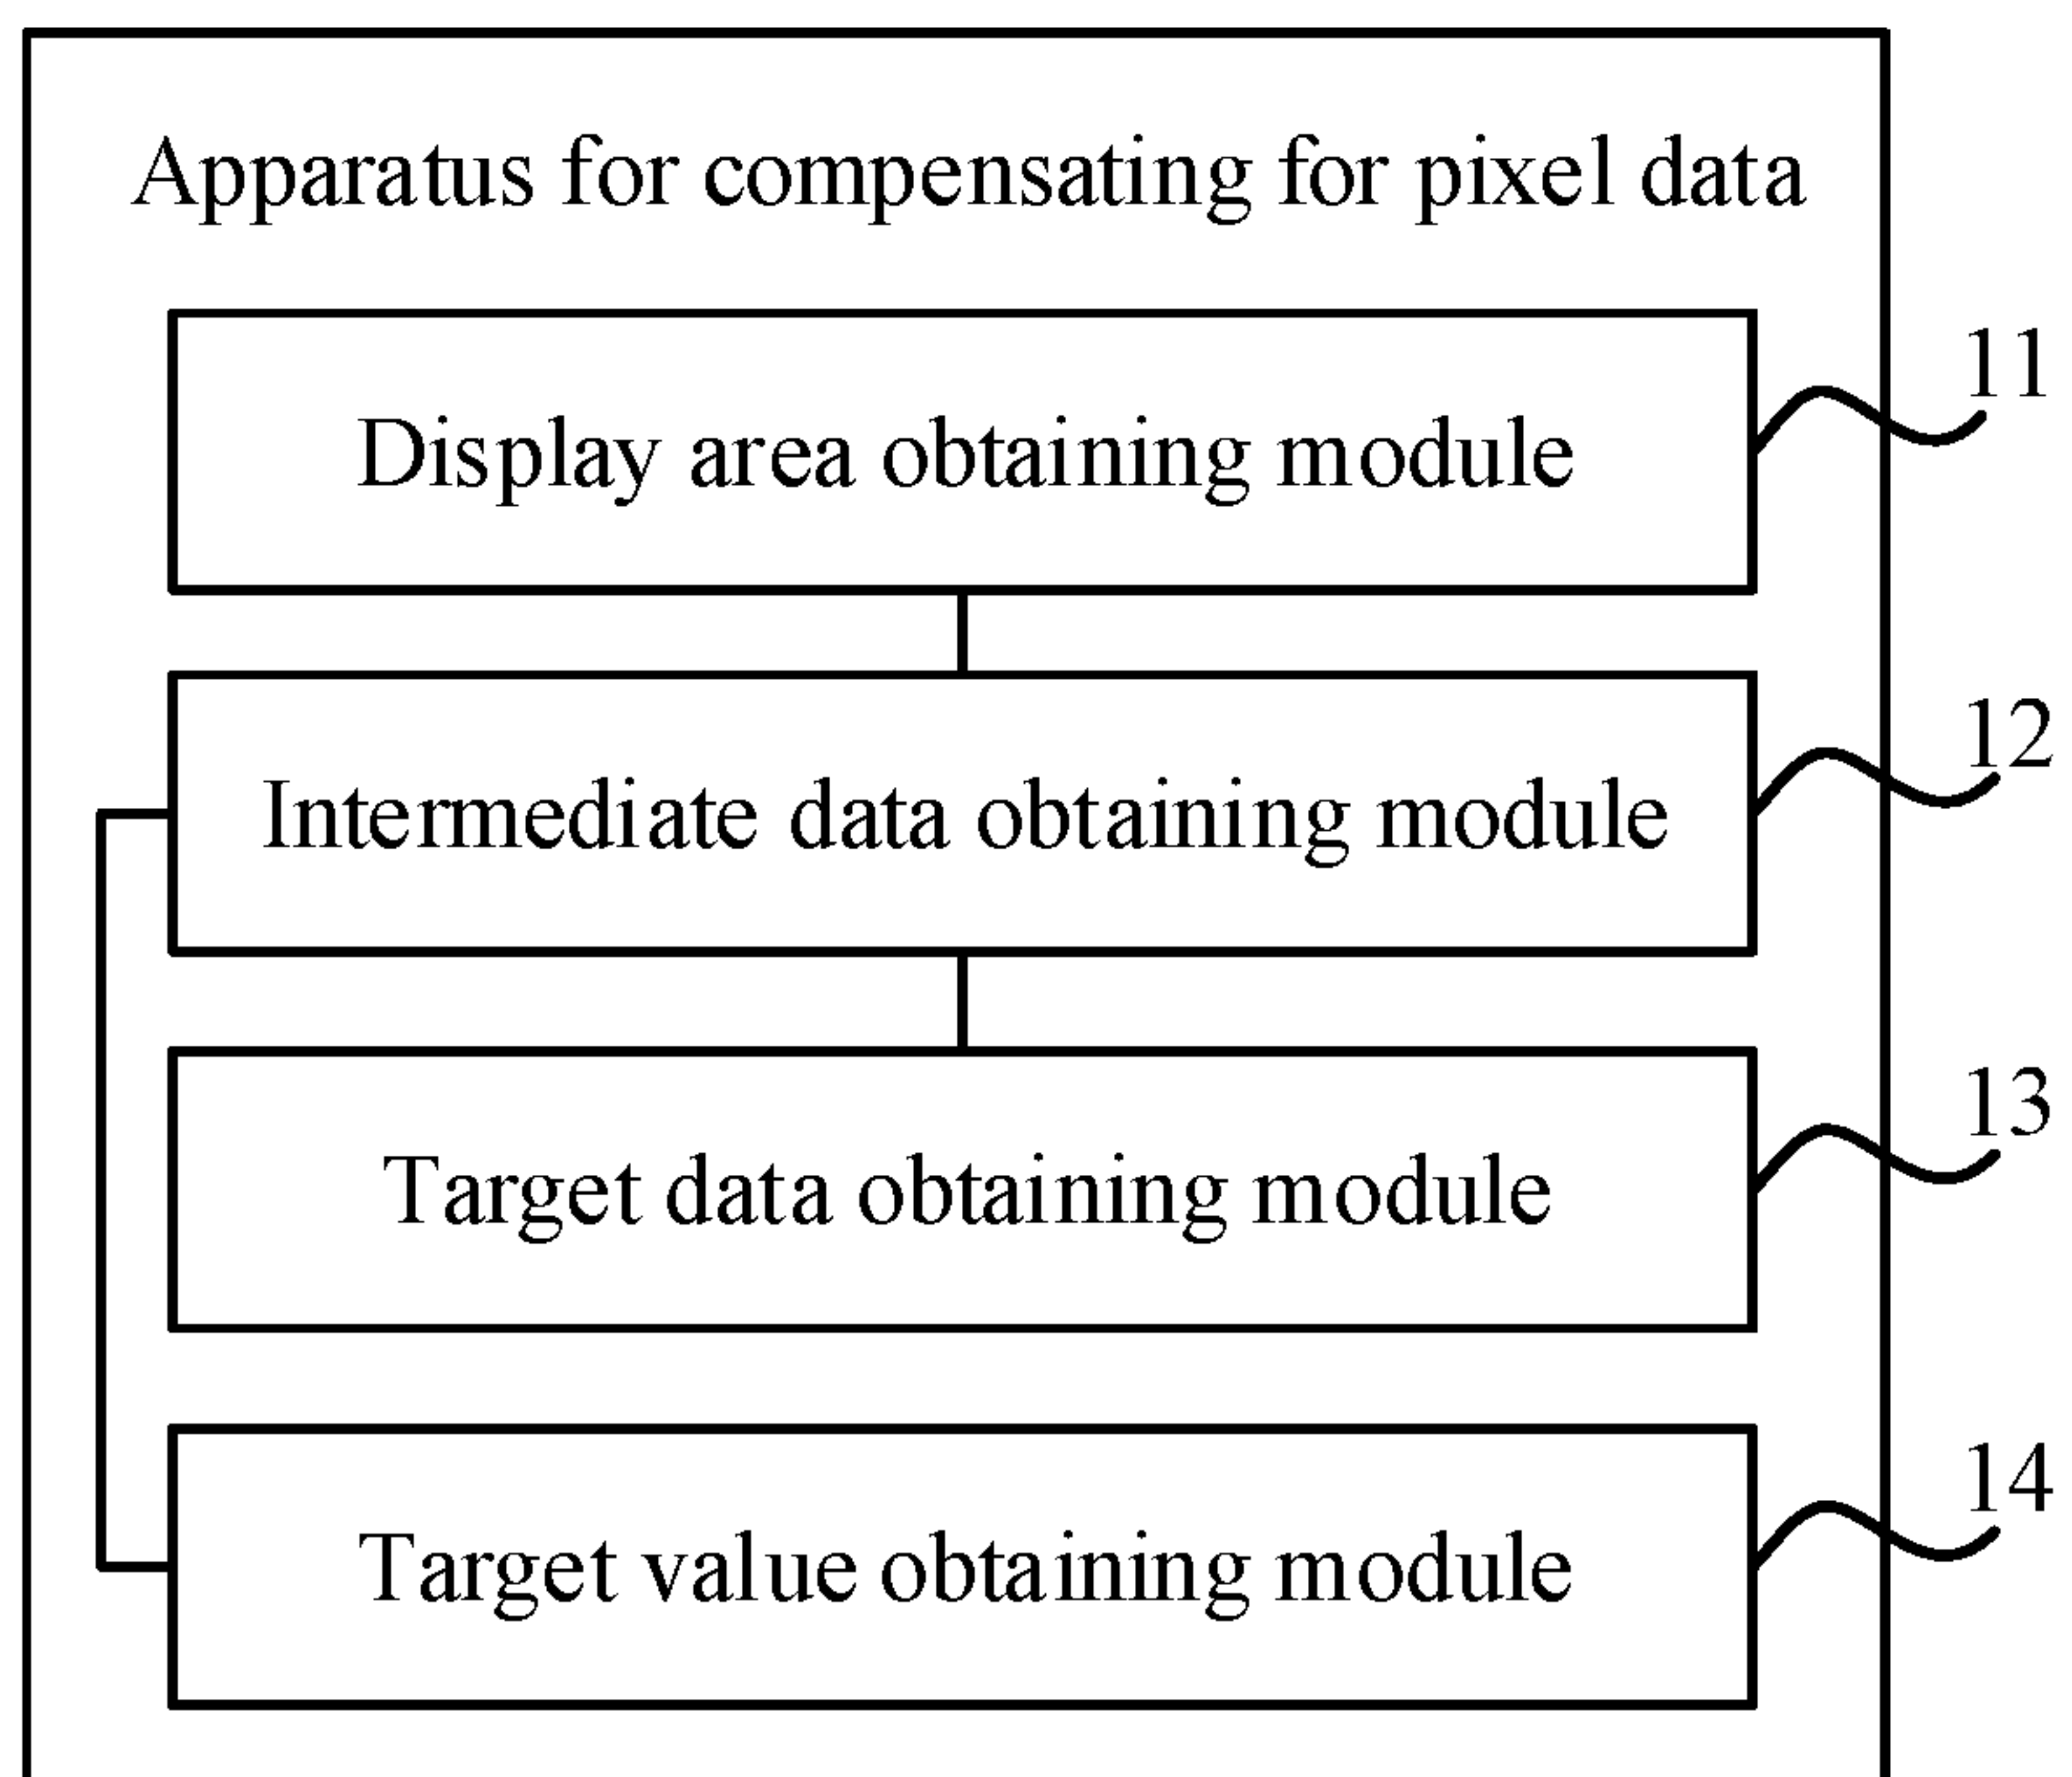 Apparatus for compensating for pixel data
11
Display area obtaining module
12
Intermediate data obtaining module
13
Target data obtaining module
14
Target value obtaining module